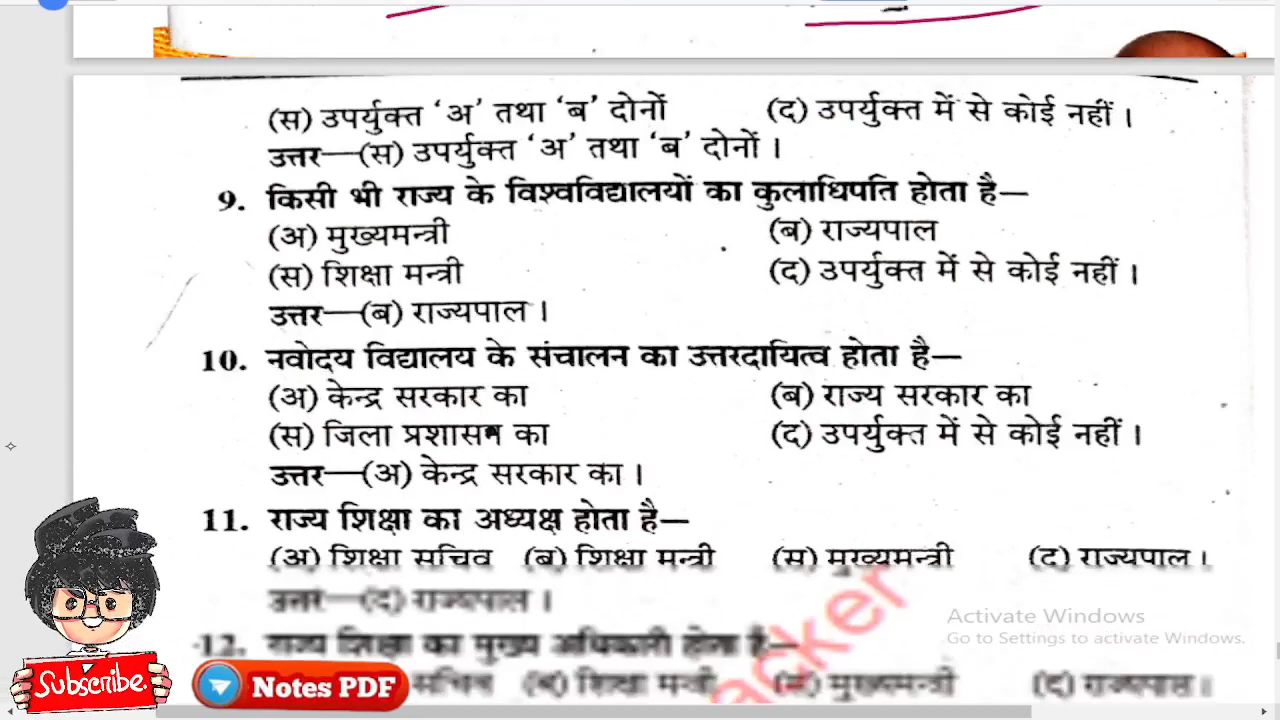 (स) उपर्युक्त ‘अ’ तथा ‘ब’ दोनों (द) उपर्युक्त में से कोई नहीं।
उत्तर—(स) उपर्युक्त ‘अ’ तथा ‘ब’ दोनों।
9. किसी भी राज्य के विश्वविद्यालयों का कुलाधिपति होता है—
(अ) मुख्यमन्त्री (ब) राज्यपाल
(स) शिक्षा मन्त्री (द) उपर्युक्त में से कोई नहीं।
उत्तर—(ब) राज्यपाल।
10. नवोदय विद्यालय के संचालन का उत्तरदायित्व होता है—
(अ) केन्द्र सरकार का (ब) राज्य सरकार का
(स) जिला प्रशासन का (द) उपर्युक्त में से कोई नहीं।
उत्तर—(अ) केन्द्र सरकार का।
11. राज्य शिक्षा का अध्यक्ष होता है—
(अ) शिक्षा सचिव (ब) शिक्षा मन्त्री (स) मुख्यमन्त्री (द) राज्यपाल।
उत्तर—(द) राज्यपाल।
12. राज्य शिक्षा का मुख्य अधिकारी होता है—
सचिव (ब) शिक्षा मन्त्री (स) मुख्यमन्त्री (द) राज्यपाल।
Activate Windows
Go to Settings to activate Windows.
Subscribe.
Notes PDF